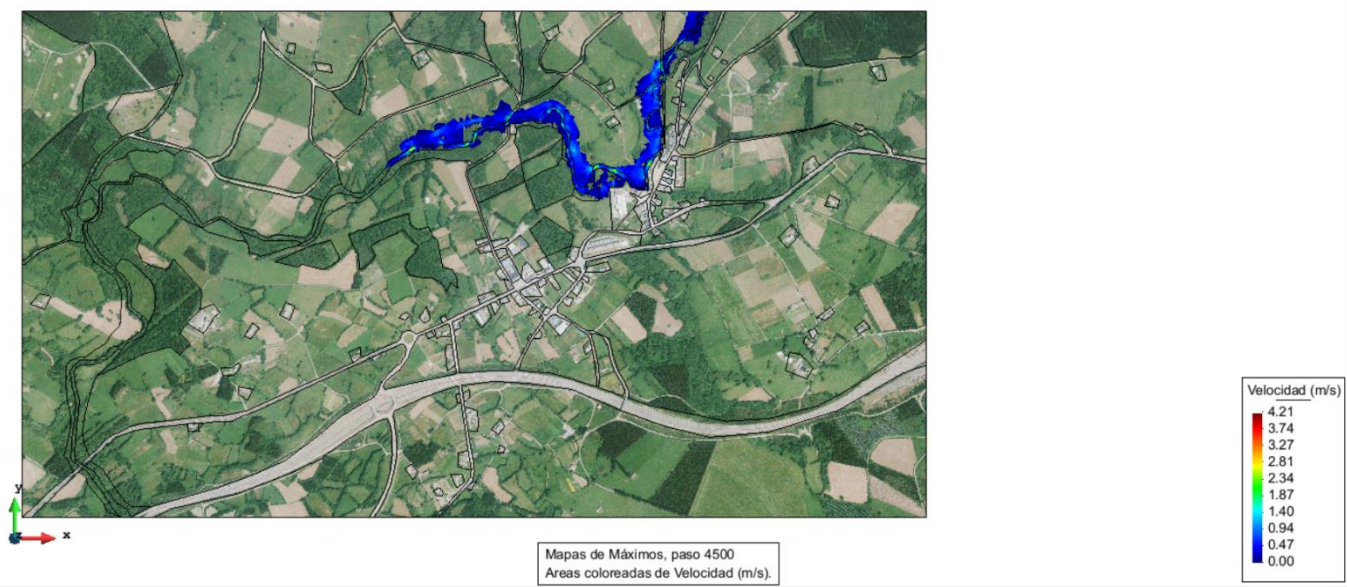 y
x
Mapas de Máximos, paso 4500
Areas coloreadas de Velocidad (m/s).
Velocidad (m/s)
4.21
3.74
3.27
2.81
2.34
1.87
1.40
0.94
0.47
0.00